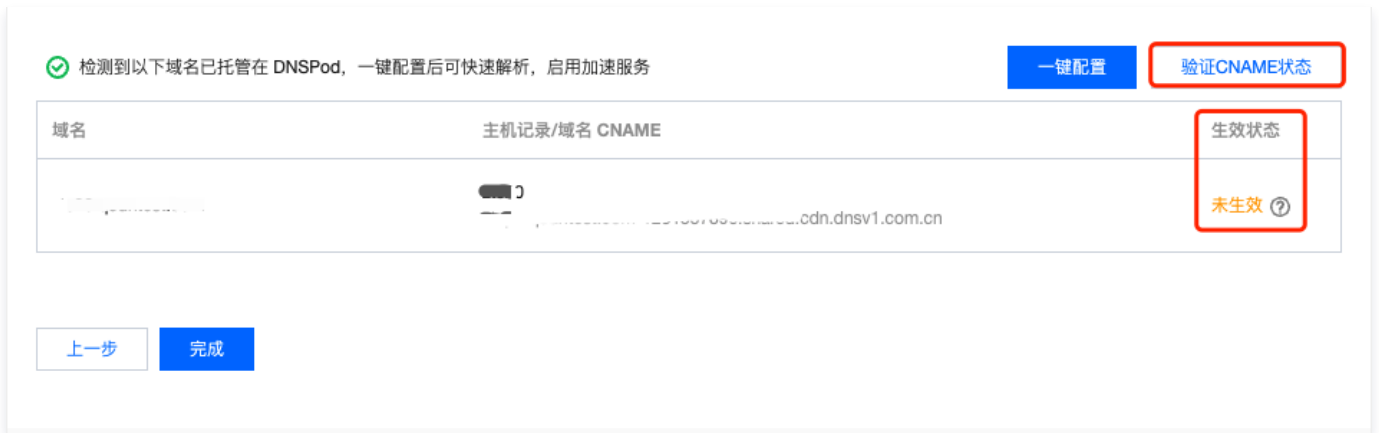 检测到以下域名已托管在 DNSPod，一键配置后可快速解析，启用加速服务
一键配置
验证CNAME状态
域名
主机记录/域名 CNAME
生效状态
.cdn.dnsv1.com.cn
未生效
上一步
完成